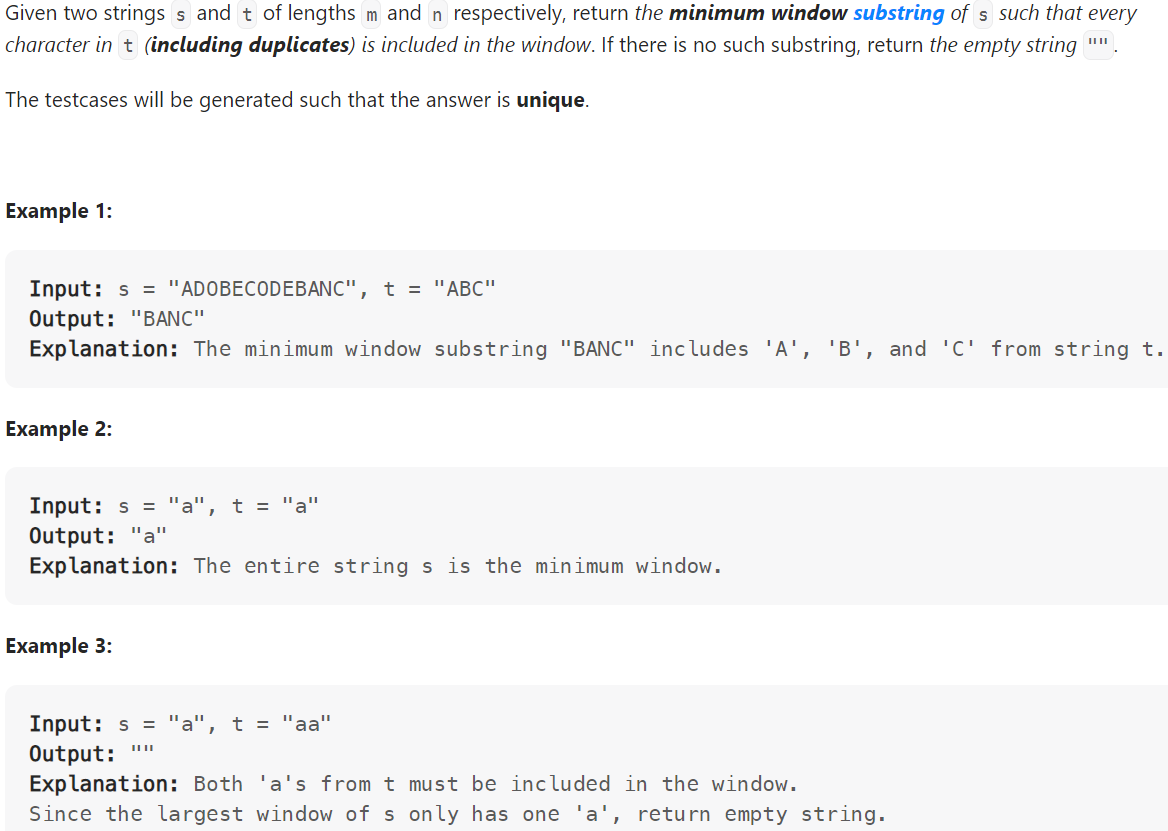 Given two strings s and t of lengths m and n respectively, return the minimum window substring of s such that every
character in t (including duplicates) is included in the window. If there is no such substring, return the empty string "".
The testcases will be generated such that the answer is unique.
Example 1:
Input: s = "ADOBECODEBANC", t = "ABC"
Output: "BANC"
Explanation: The minimum window substring "BANC" includes 'A', 'B', and 'C' from string t.
Example 2:
Input: s = "a", t = "a"
Output: "a"
Explanation: The entire string s is the minimum window.
Example 3:
Input: s = "a", t = "aa"
Output: ""
Explanation: Both 'a's from t must be included in the window.
Since the largest window of s only has one 'a', return empty string.